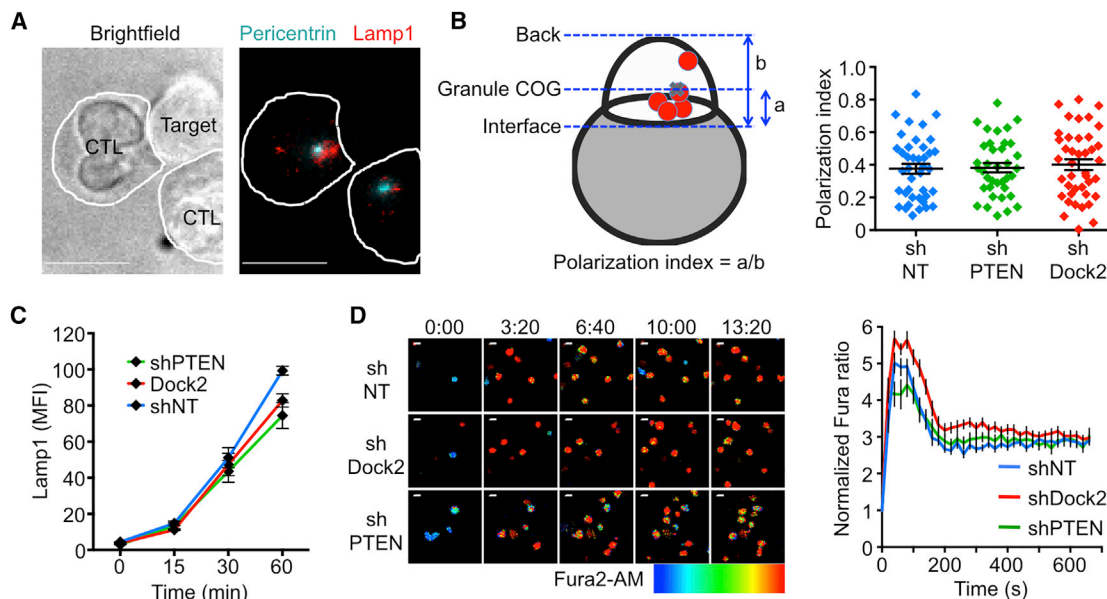 A
Brightfield
Pericentrin Lamp1
CTL
Target
CTL
B
Back
Granule COG
Interface
b
a
Polarization index = a/b
Polarization index
1.0
0.8
0.6
0.4
0.2
0
sh
NT
sh
PTEN
sh
Dock2
C
Lamp1 (MFI)
120
100
80
60
40
20
0
shPTEN
Dock2
shNT
0 15 30 60
Time (min)
D
0:00 3:20 6:40 10:00 13:20
sh
NT
sh
Dock2
sh
PTEN
Fura2-AM
Normalized Fura ratio
6
5
4
3
2
1
0
shNT
shDock2
shPTEN
0 200 400 600
Time (s)